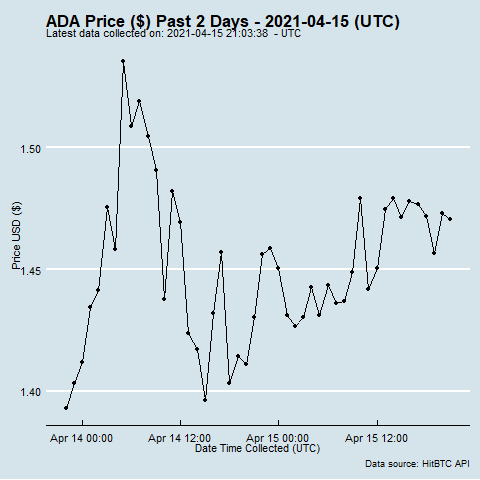 ADA Price ($) Past 2 Days - 2021-04-15 (UTC)
Latest data collected on: 2021-04-15 21:03:38 - UTC
1.50
1.45
1.40
Price USD ($)
Apr 14 00:00
Apr 14 12:00
Apr 15 00:00
Apr 15 12:00
Date Time Collected (UTC)
Data source: HitBTC API